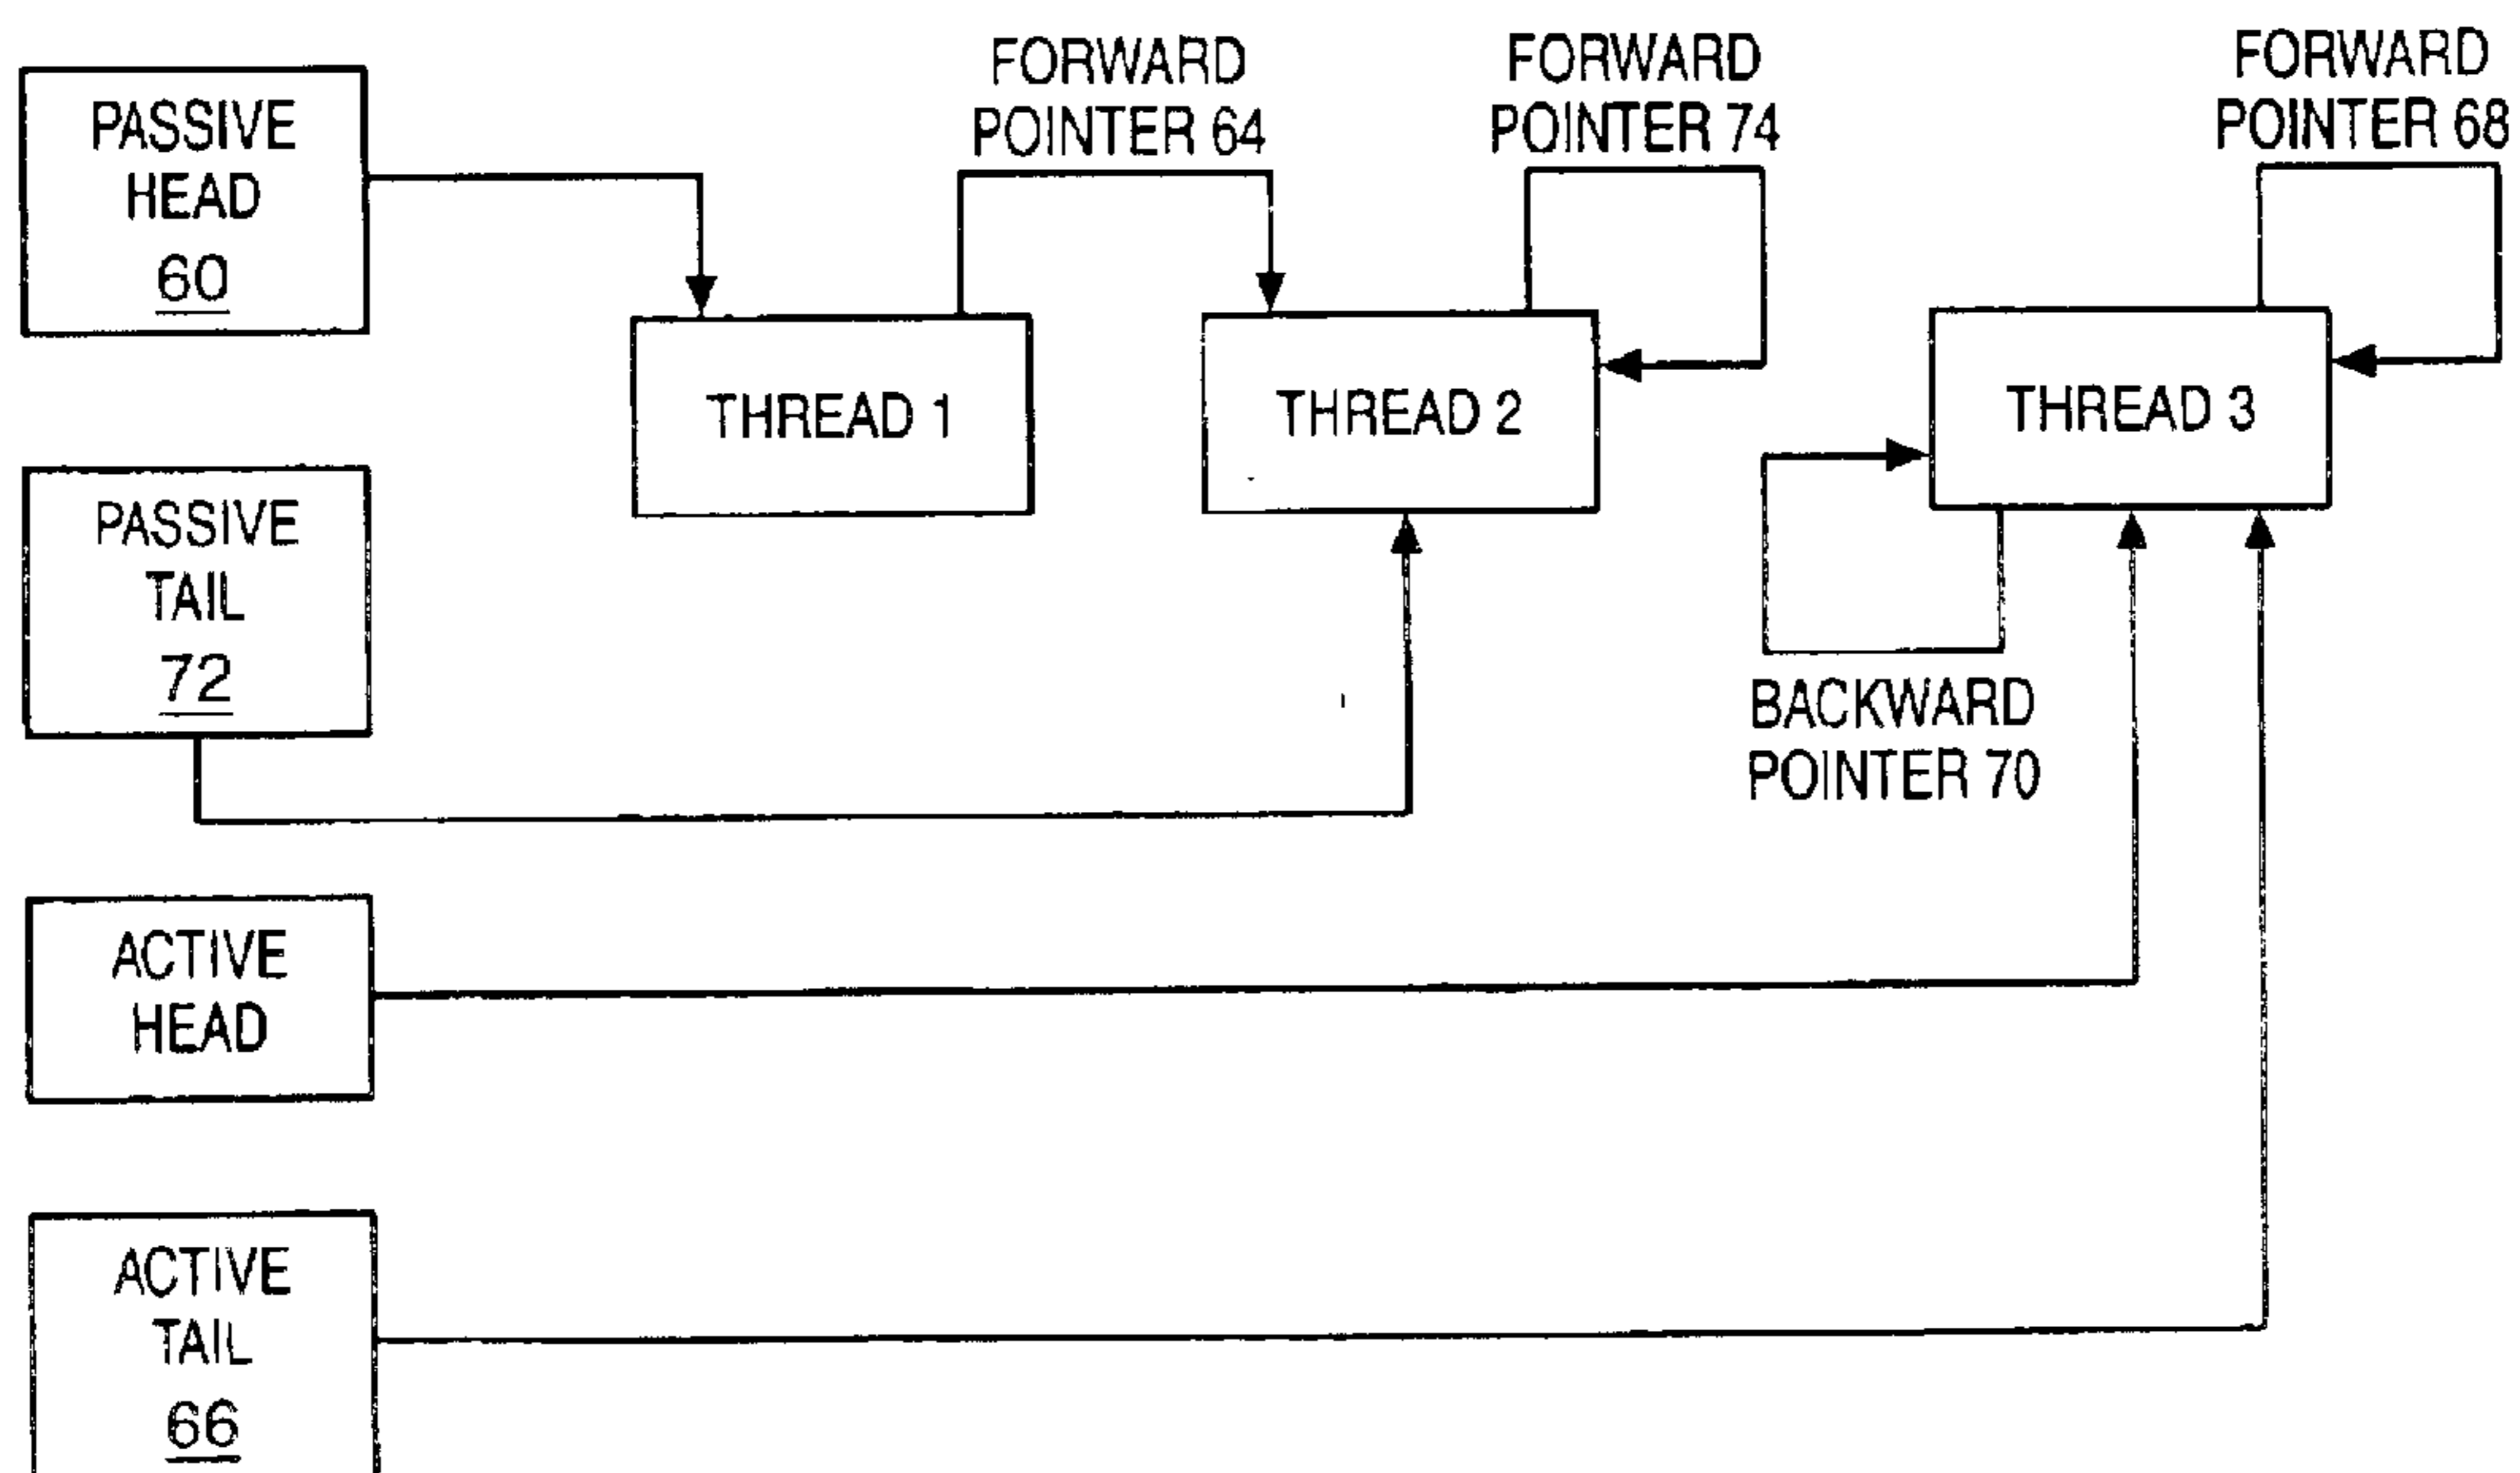 PASSIVE
HEAD
60
FORWARD
POINTER 64
FORWARD
POINTER 74
FORWARD
POINTER 68
THREAD 1
THREAD 2
THREAD 3
PASSIVE
TAIL
72
BACKWARD
POINTER 70
ACTIVE
HEAD
ACTIVE
TAIL
66